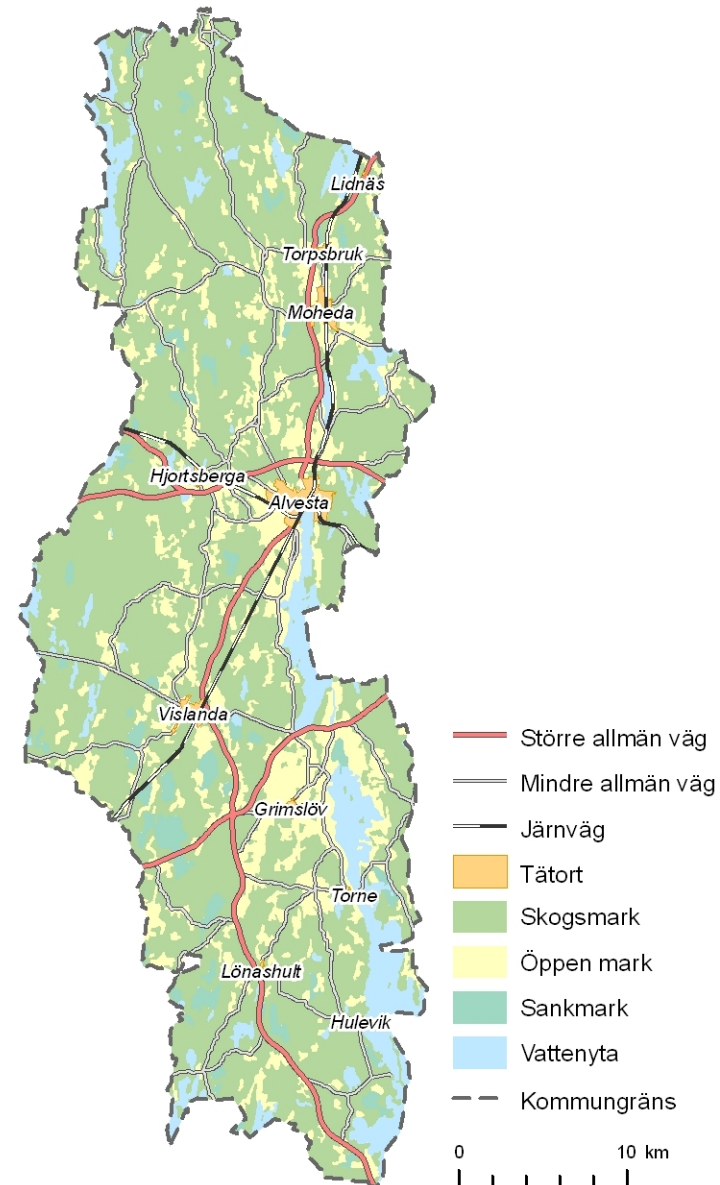 Lidnäs
Torpsbruk
Moheda
Hjortsberga
Alvesta
Vislanda
Grimslöv
Torne
Lönashult
Hulevik
Större allmän väg
Mindre allmän väg
Järnväg
Tätort
Skogsmark
Öppen mark
Sankmark
Vattenyta
Kommungräns
0 10 km